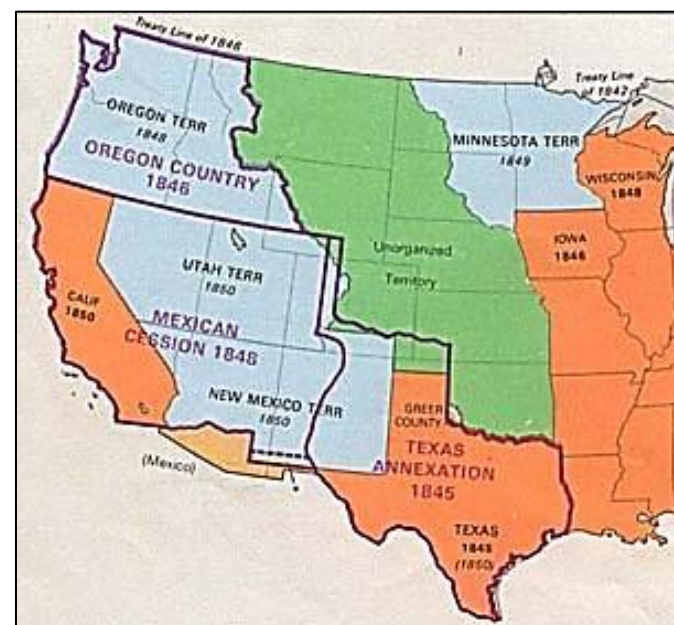 Treaty Line of 1846
Treaty Line
of 1842
OREGON TERR
1848
OREGON COUNTRY
1846
MINNESOTA TERR
1849
WISCONSIN
1848
Unorganized
Territory
IOWA
1846
UTAH TERR
1850
CALIF
1850
MEXICAN
CESSION 1848
NEW MEXICO TERR
1850
GREER
COUNTY
TEXAS
ANNEXATION
1845
(Mexico)
TEXAS
1845
(1850)